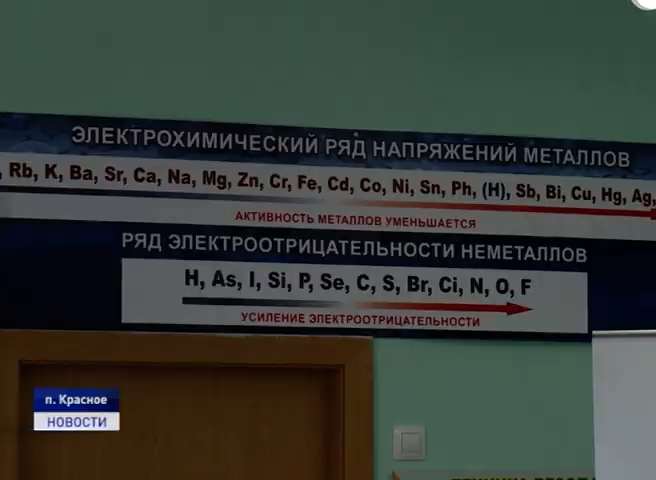 ЭЛЕКТРОХИМИЧЕСКИЙ РЯД НАПРЯЖЕНИЙ МЕТАЛЛОВ
, Rb, K, Ba, Sr, Ca, Na, Mg, Zn, Cr, Fe, Cd, Co, Ni, Sn, Ph, (H), Sb, Bi, Cu, Hg, Ag,
АКТИВНОСТЬ МЕТАЛЛОВ УМЕНЬШАЕТСЯ
РЯД ЭЛЕКТРООТРИЦАТЕЛЬНОСТИ НЕМЕТАЛЛОВ
H, As, I, Si, P, Se, C, S, Br, Ci, N, O, F
УСИЛЕНИЕ ЭЛЕКТРООТРИЦАТЕЛЬНОСТИ
п. Красное
НОВОСТИ